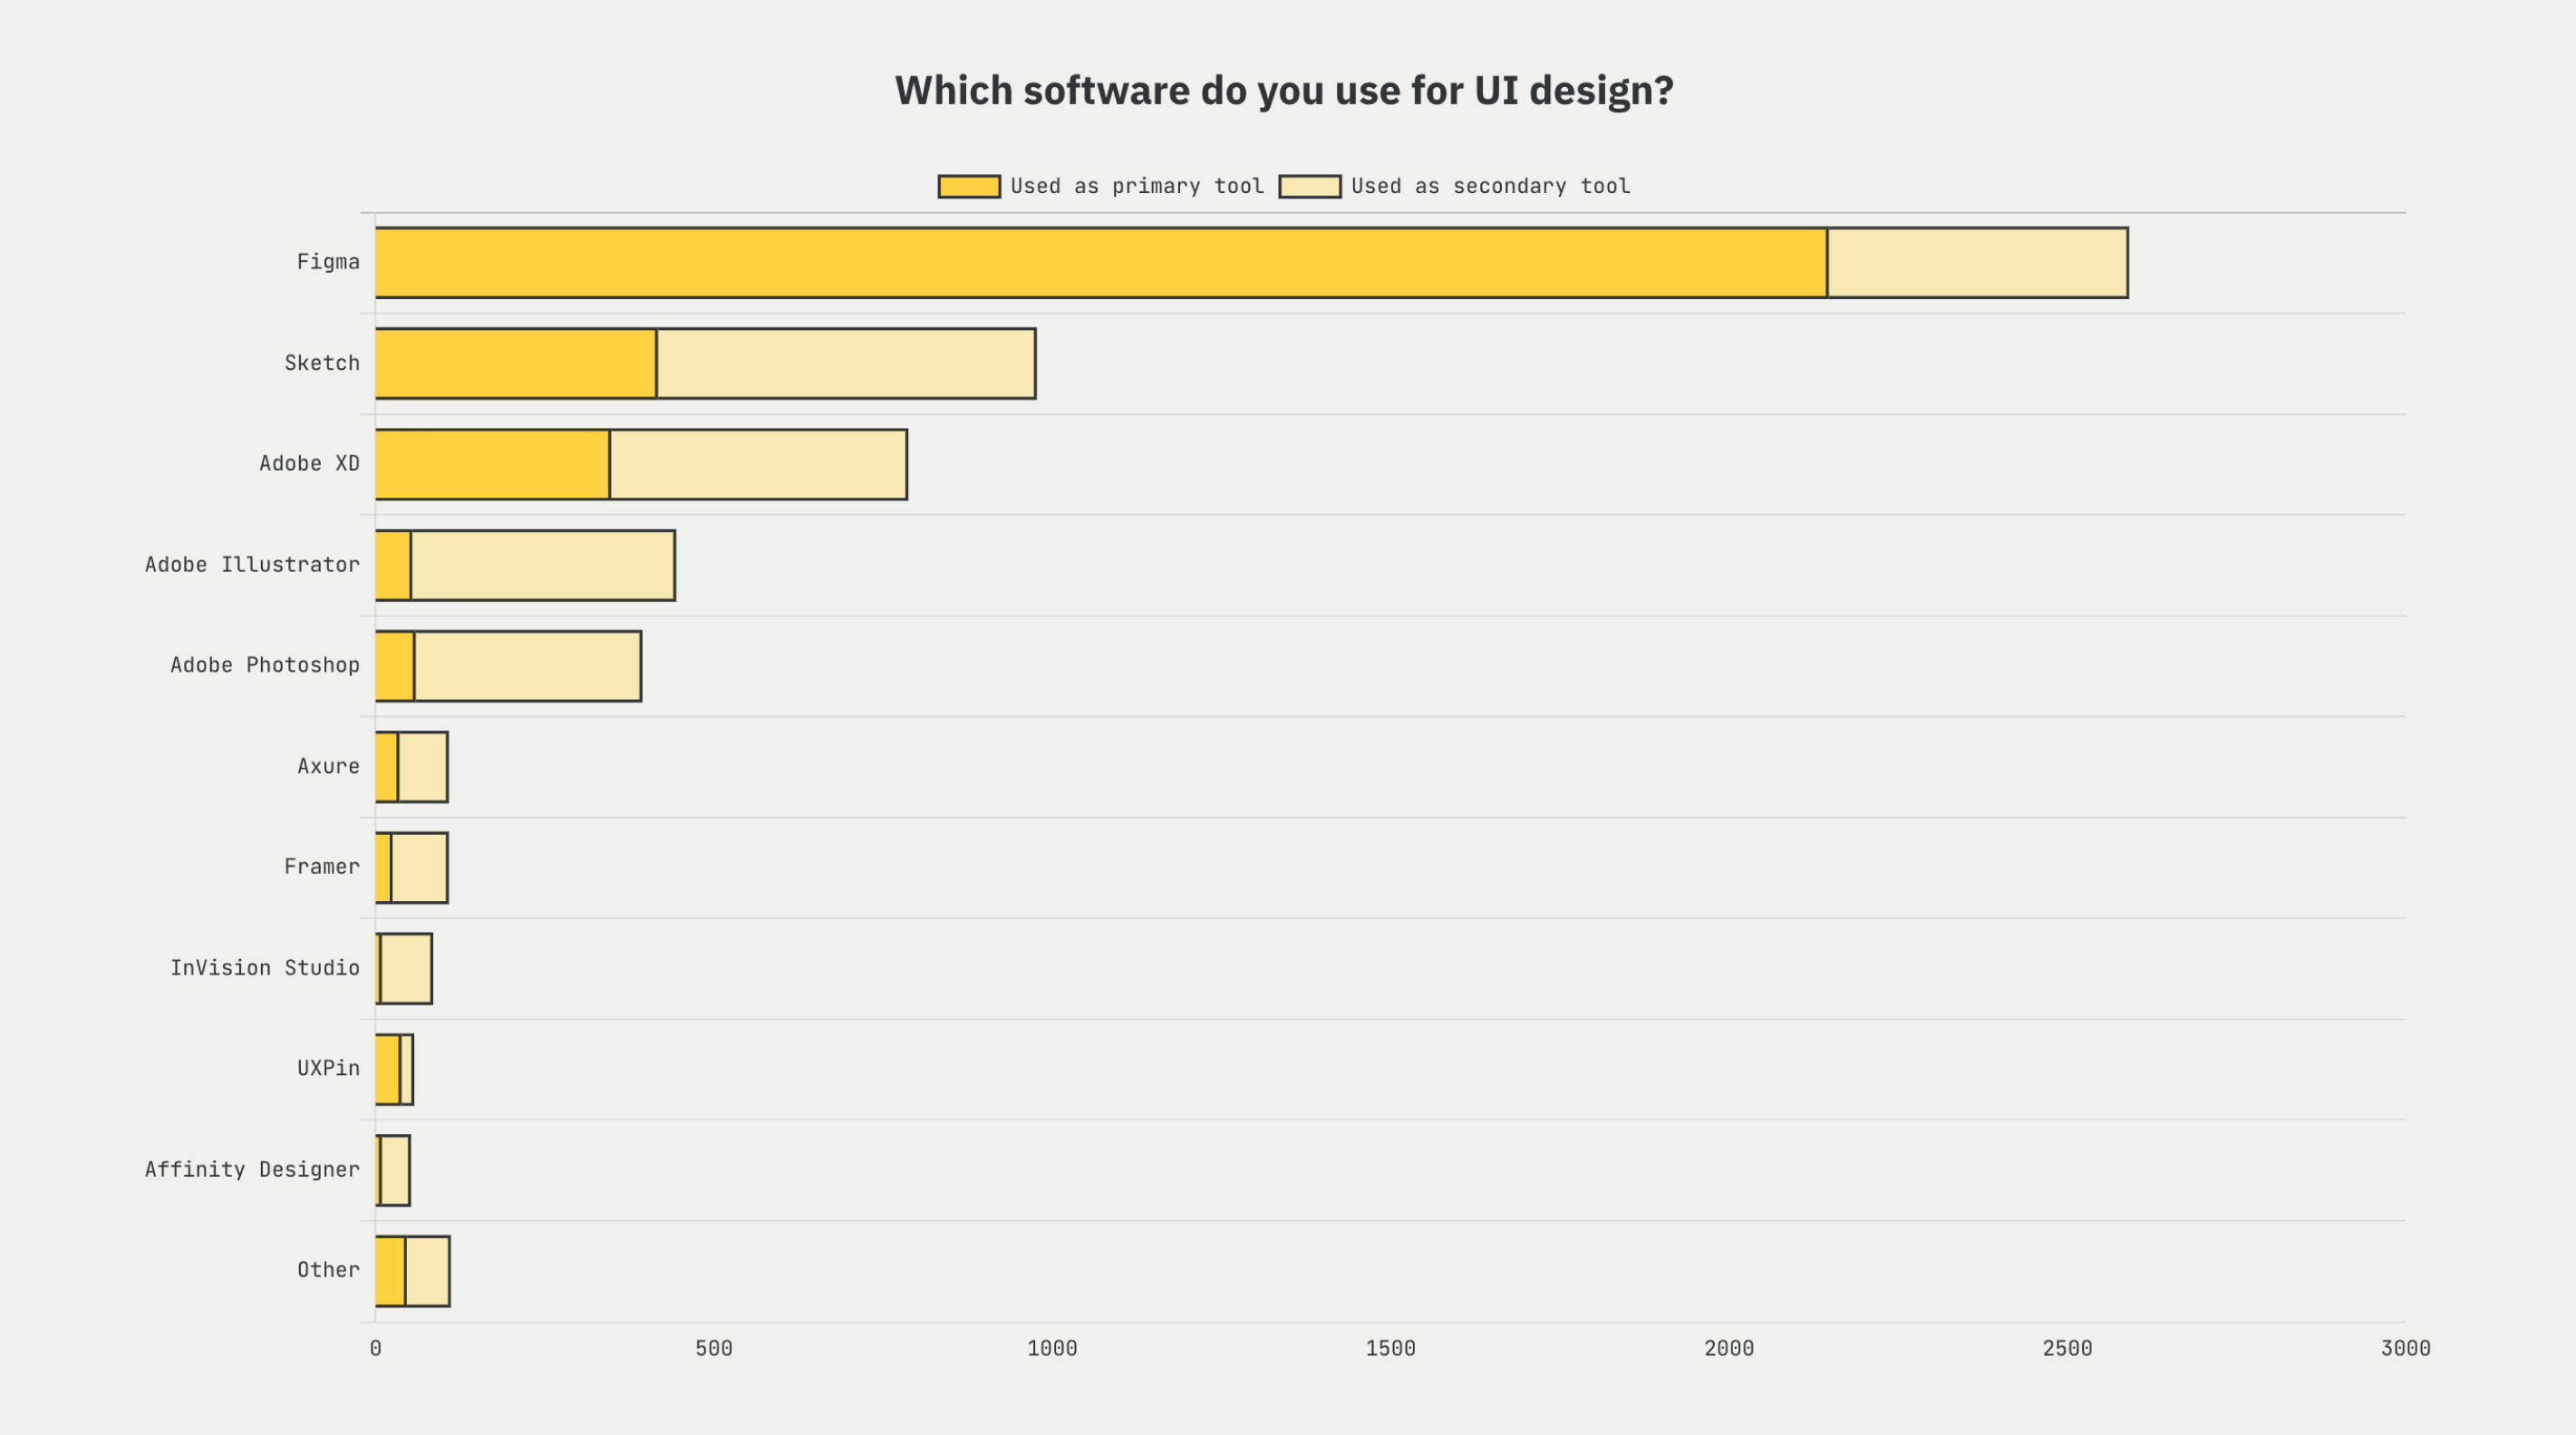 Which software do you use for UI design?
Used as primary tool Used as secondary tool
Figma
Sketch
Adobe XD
Adobe Illustrator
Adobe Photoshop
Axure
Framer
InVision Studio
UXPin
Affinity Designer
Other
0 500 1000 1500 2000 2500 3000